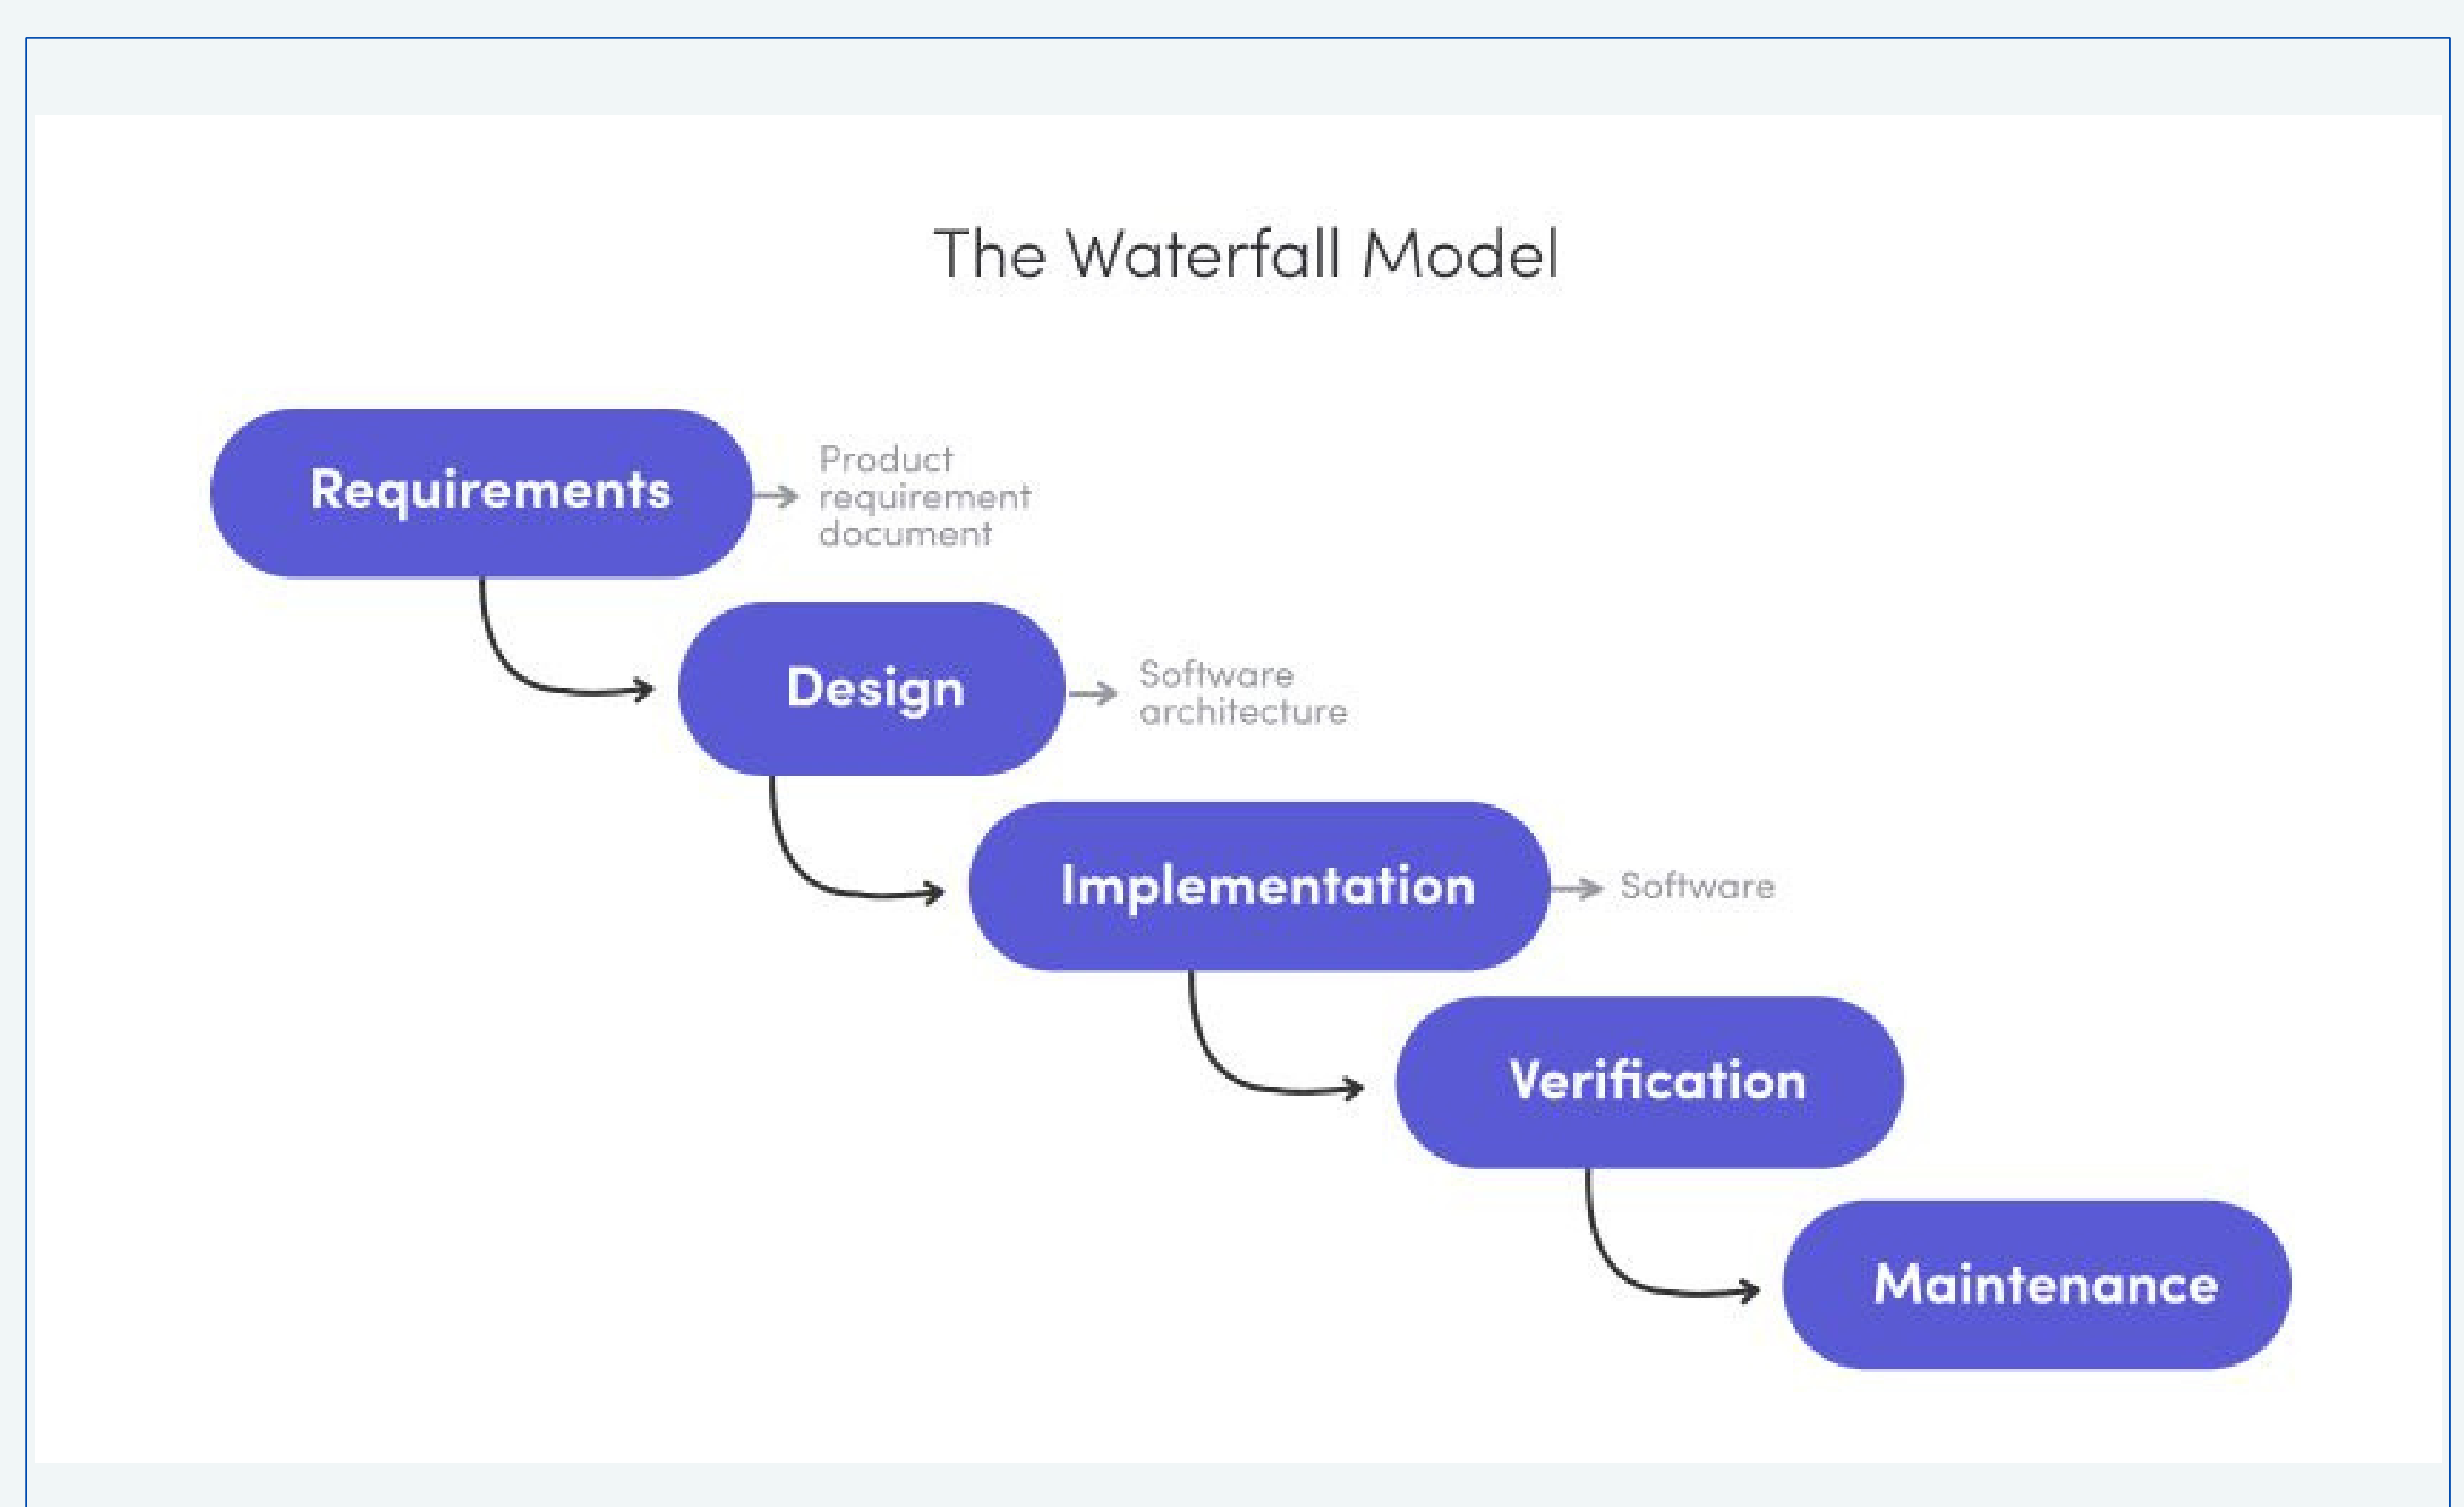 The Waterfall Model
Requirements
Product
requirement
document
Design
Software
architecture
Implementation
Software
Verification
Maintenance